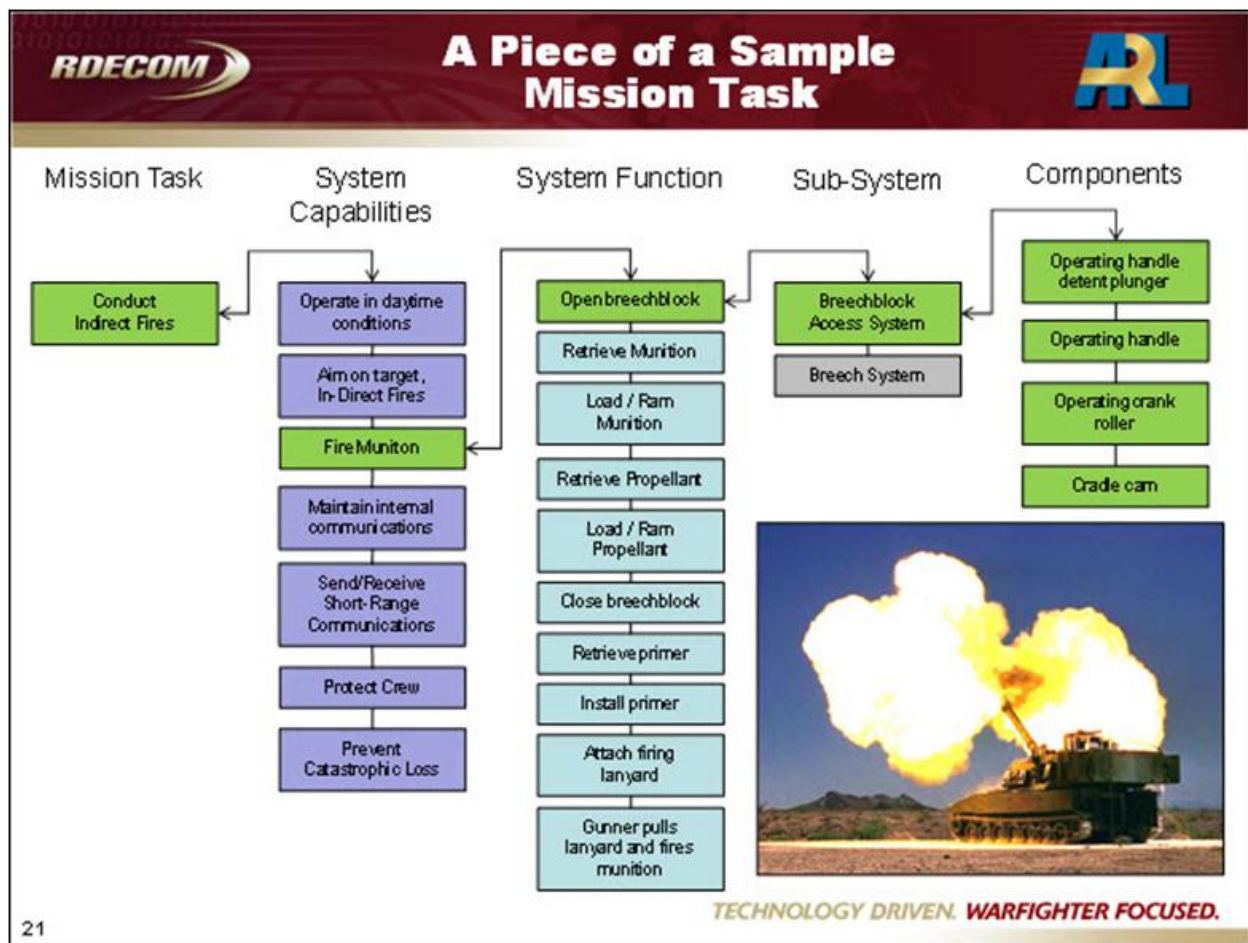 RDECOM
A Piece of a Sample
Mission Task
ARL
Mission Task
System
Capabilities
System Function
Sub-System
Components
Conduct
Indirect Fires
Operate in daytime
conditions
Aim on target,
In-Direct Fires
Fire Muniton
Maintain internal
communications
Send/Receive
Short-Range
Communications
Protect Crew
Prevent
Catastrophic Loss
Open breechblock
Retrieve Munition
Load / Ram
Munition
Retrieve Propellant
Load / Ram
Propellant
Close breechblock
Retrieve primer
Install primer
Attach firing
lanyard
Gunner pulls
lanyard and fires
munition
Breechblock
Access System
Breech System
Operating handle
detent plunger
Operating handle
Operating crank
roller
Cradle cam
TECHNOLOGY DRIVEN. WARFIGHTER FOCUSED.
21